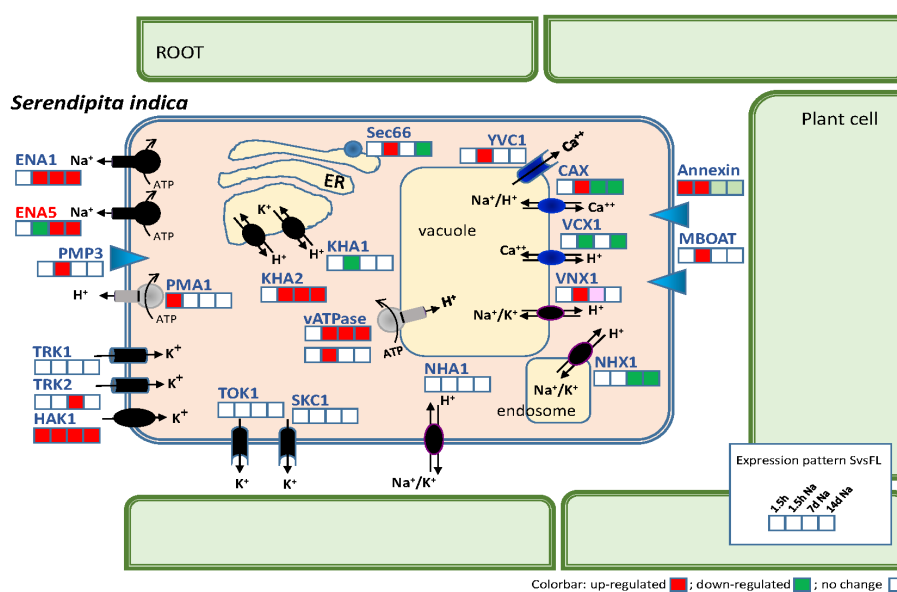 ROOT
Serendipita indica
Plant cell
Sec66
YVC1
Ca⁺⁺
ENA1
Na⁺
ATP
ER
CAX
Annexin
Na⁺/H⁺
Ca⁺⁺
ENA5
Na⁺
ATP
K⁺
vacuole
VCX1
MBOAT
PMP3
H⁺
H⁺
KHA1
Ca⁺⁺
H⁺
PMA1
H⁺
ATP
KHA2
VNX1
H⁺
vATPase
Na⁺/K⁺
H⁺
ATP
H⁺
TRK1
K⁺
TRK2
K⁺
NHA1
NHX1
Na⁺/K⁺
HAK1
K⁺
TOK1
SKC1
H⁺
endosome
K⁺
K⁺
Na⁺/K⁺
Expression pattern SvsFL
1.5h
1.5h Na
7d Na
14d Na
Colorbar: up-regulated ; down-regulated ; no change